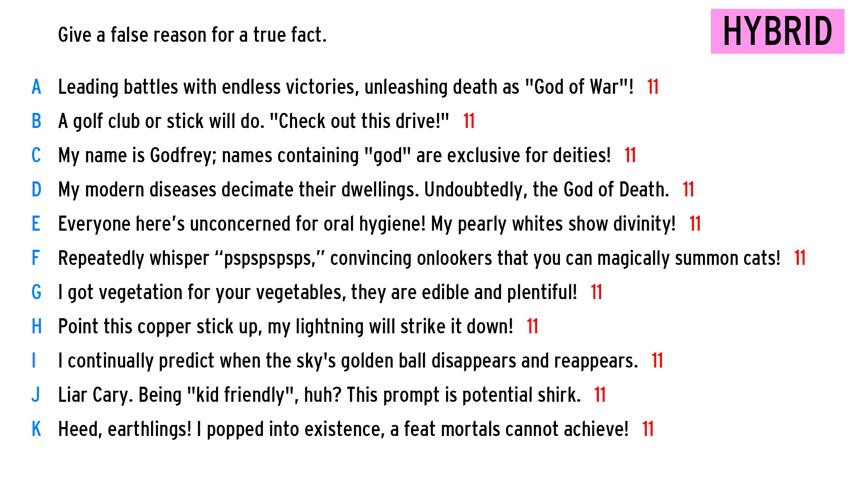 Give a false reason for a true fact.
HYBRID
A Leading battles with endless victories, unleashing death as "God of War"! 11
B A golf club or stick will do. "Check out this drive!" 11
C My name is Godfrey; names containing "god" are exclusive for deities! 11
D My modern diseases decimate their dwellings. Undoubtedly, the God of Death. 11
E Everyone here's unconcerned for oral hygiene! My pearly whites show divinity! 11
F Repeatedly whisper “pspspspsps,” convincing onlookers that you can magically summon cats! 11
G I got vegetation for your vegetables, they are edible and plentiful! 11
H Point this copper stick up, my lightning will strike it down! 11
I I continually predict when the sky's golden ball disappears and reappears. 11
J Liar Cary. Being "kid friendly", huh? This prompt is potential shirk. 11
K Heed, earthlings! I popped into existence, a feat mortals cannot achieve! 11